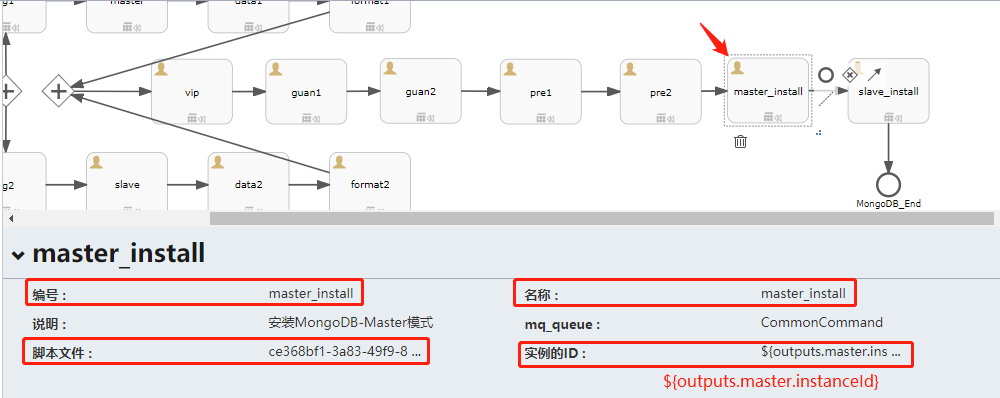 g1
master
data1
format1
vip
guan1
guan2
pre1
pre2
master_install
slave_install
g2
slave
data2
format2
MongoDB_End
master_install
编号 :
master_install
名称 :
master_install
说明 :
安装MongoDB-Master模式
mq_queue :
CommonCommand
脚本文件 :
ce368bf1-3a83-49f9-8 ...
实例的ID :
${outputs.master.ins ...
${outputs.master.instanceId}